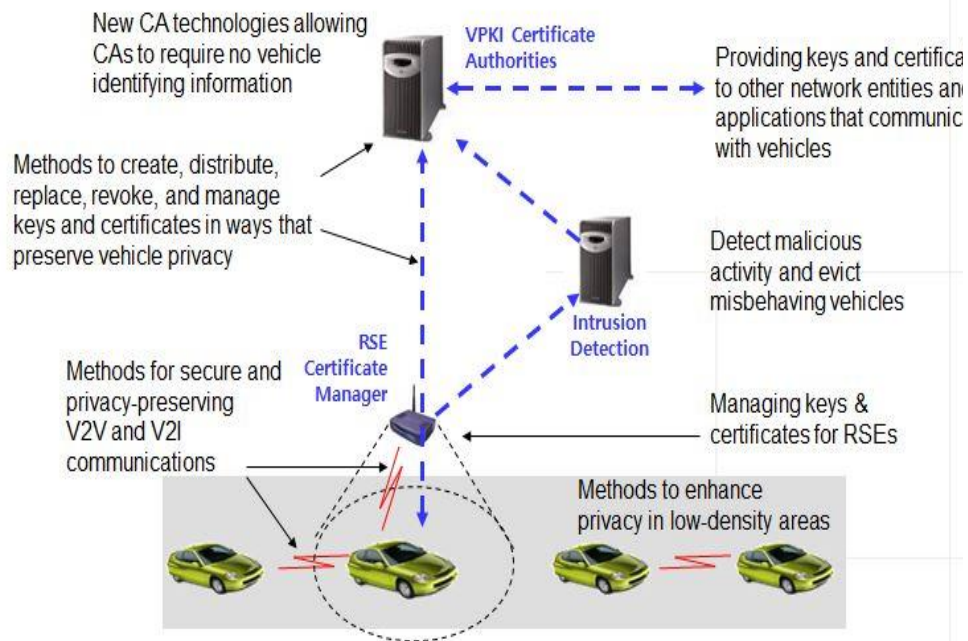 New CA technologies allowing
CAs to require no vehicle
identifying information
VPKI Certificate
Authorities
Providing keys and certifica
to other network entities and
applications that communic
with vehicles
Methods to create, distribute,
replace, revoke, and manage
keys and certificates in ways that
preserve vehicle privacy
Detect malicious
activity and evict
misbehaving vehicles
Intrusion
Detection
RSE
Certificate
Manager
Methods for secure and
privacy-preserving
V2V and V2I
communications
Managing keys &
certificates for RSEs
Methods to enhance
privacy in low-density areas